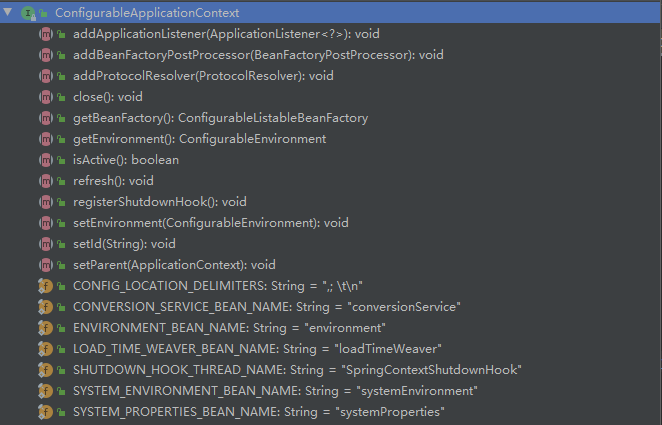 ConfigurableApplicationContext
addApplicationListener(ApplicationListener<?>): void
addBeanFactoryPostProcessor(BeanFactoryPostProcessor): void
addProtocolResolver(ProtocolResolver): void
close(): void
getBeanFactory(): ConfigurableListableBeanFactory
getEnvironment(): ConfigurableEnvironment
isActive(): boolean
refresh(): void
registerShutdownHook(): void
setEnvironment(ConfigurableEnvironment): void
setId(String): void
setParent(ApplicationContext): void
CONFIG_LOCATION_DELIMITERS: String = ",; \t\n"
CONVERSION_SERVICE_BEAN_NAME: String = "conversionService"
ENVIRONMENT_BEAN_NAME: String = "environment"
LOAD_TIME_WEAVER_BEAN_NAME: String = "loadTimeWeaver"
SHUTDOWN_HOOK_THREAD_NAME: String = "SpringContextShutdownHook"
SYSTEM_ENVIRONMENT_BEAN_NAME: String = "systemEnvironment"
SYSTEM_PROPERTIES_BEAN_NAME: String = "systemProperties"